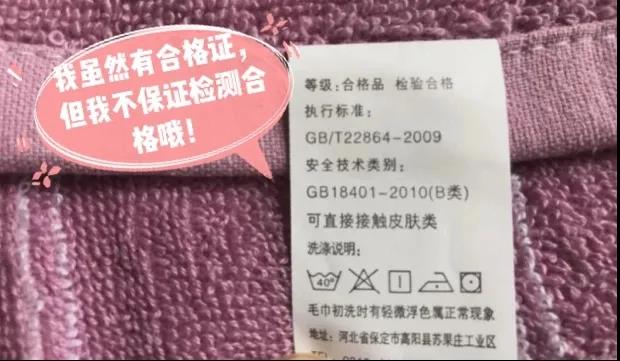 我虽然有合格证，
但我不保证检测合
格哦！
等级：合格品 检验合格
执行标准：
GB/T22864-2009
安全技术类别：
GB18401-2010(B类)
可直接接触皮肤类
洗涤说明：
40°
毛巾初洗时有轻微浮色属正常现象
地址：河北省保定市高阳县苏果庄工业区